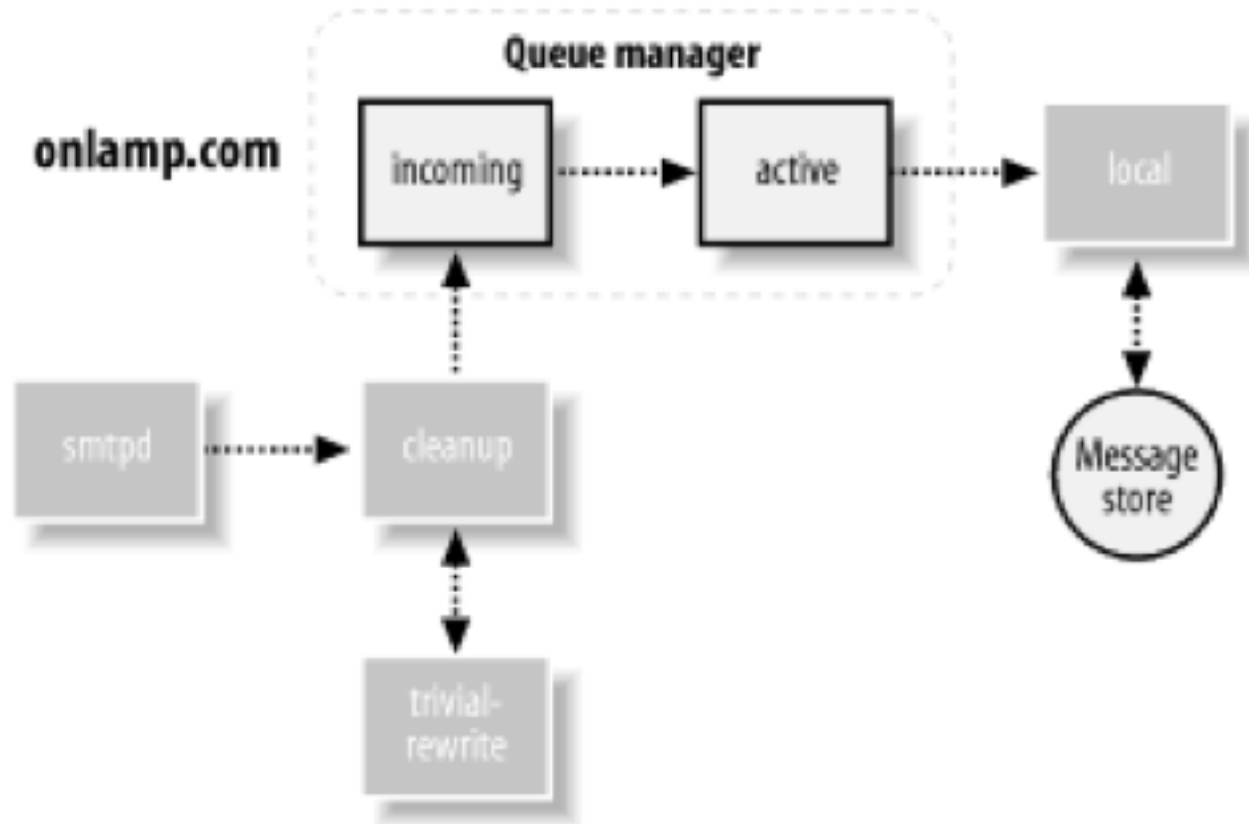 Queue manager
onlamp.com
incoming
active
local
smtpd
cleanup
Message
store
trivial-
rewrite